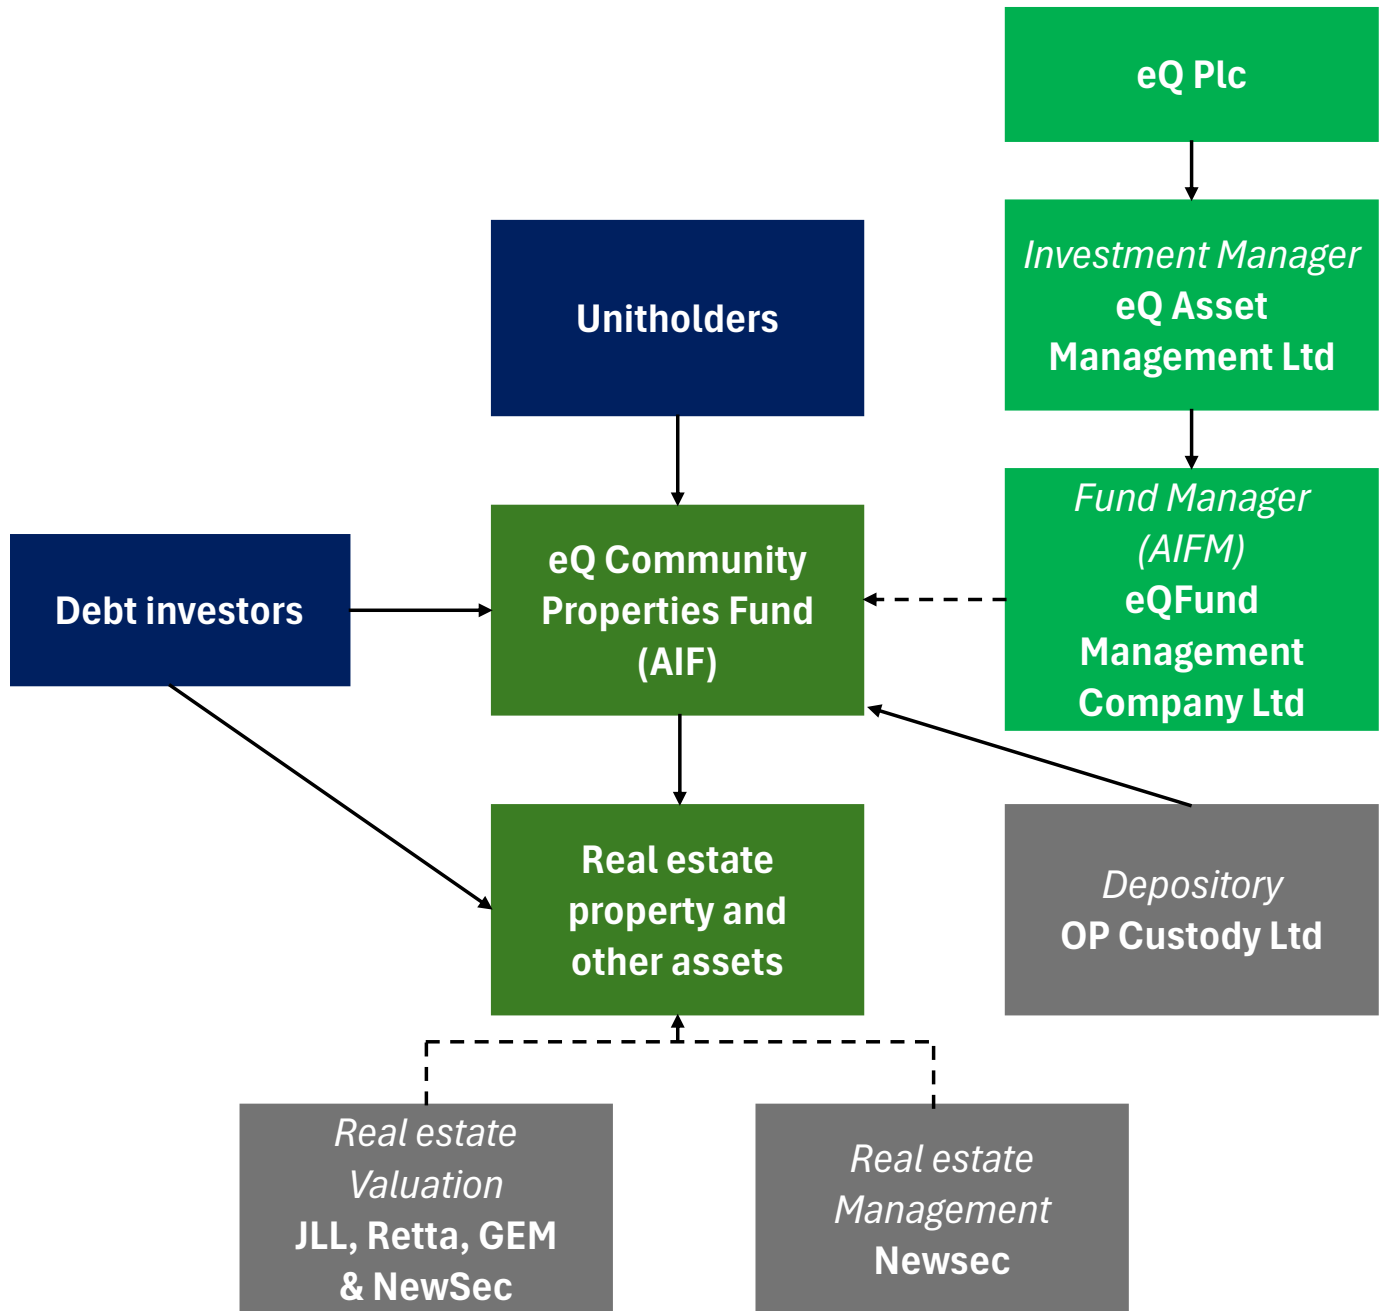 eQ Plc
Investment Manager
eQ Asset
Management Ltd
Unitholders
Fund Manager
(AIFM)
eQFund
Management
Company Ltd
eQ Community
Properties Fund
(AIF)
Debt investors
Real estate
property and
other assets
Depository
OP Custody Ltd
Real estate
Valuation
JLL, Retta, GEM
& NewSec
Real estate
Management
Newsec